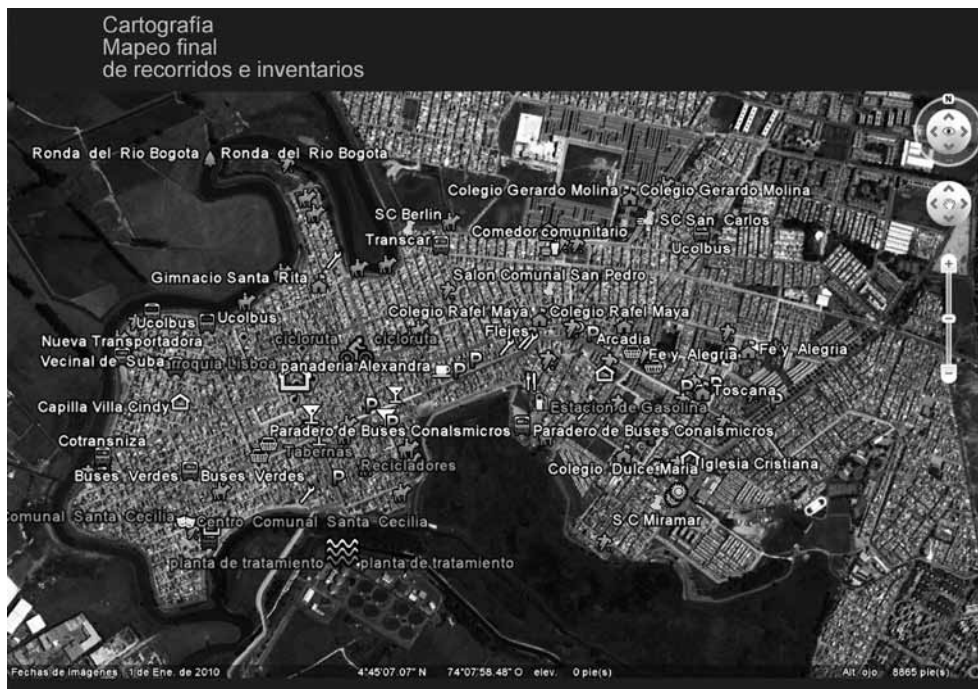 Cartografía
Mapeo final
de recorridos e inventarios
N
Ronda del Rio Bogota Ronda del Rio Bogota
Colegio Gerardo Molina Colegio Gerardo Molina
SC Berlin
SC San Carlos
Transcar
Comedor comunitario
Ucolbus
Gimnacio Santa Rita
Salon Comunal San Pedro
Ucolbus
Ucolbus
Colegio Rafel Maya Colegio Rafel Maya
Nueva Transportadora
cicloruta cicloruta
Flejes
P
Arcadia
Vecinal de Suba
arroquia Lisboa
panaderia Alexandra
P
P
Fe y Alegria
Fe y Alegria
Toscana
Capilla Villa Cindy
P
P
Estacion de Gasolina
Cotransniza
Paradero de Buses Conalsmicros
Paradero de Buses Conalsmicros
Tabernas
Buses Verdes Buses Verdes
P
Recicladores
Colegio Dulce Maria
Iglesia Cristiana
Comunal Santa Cecilia
Centro Comunal Santa Cecilia
S C Miramar
planta de tratamiento planta de tratamiento
Fechas de imágenes 1 de Ene. de 2010 4°45'07.07" N 74°07'58.48" O elev. 0 pie(s) Alt. ojo 8865 pie(s)